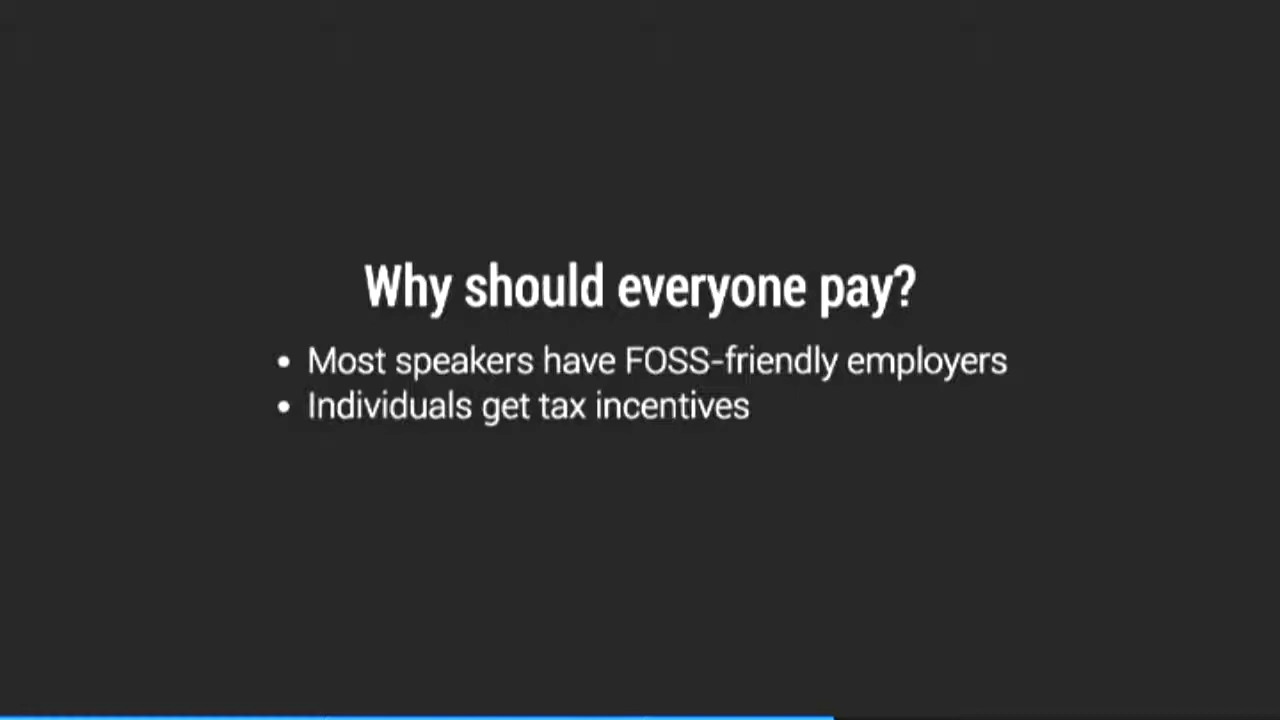 Why should everyone pay?
• Most speakers have FOSS-friendly employers
• Individuals get tax incentives